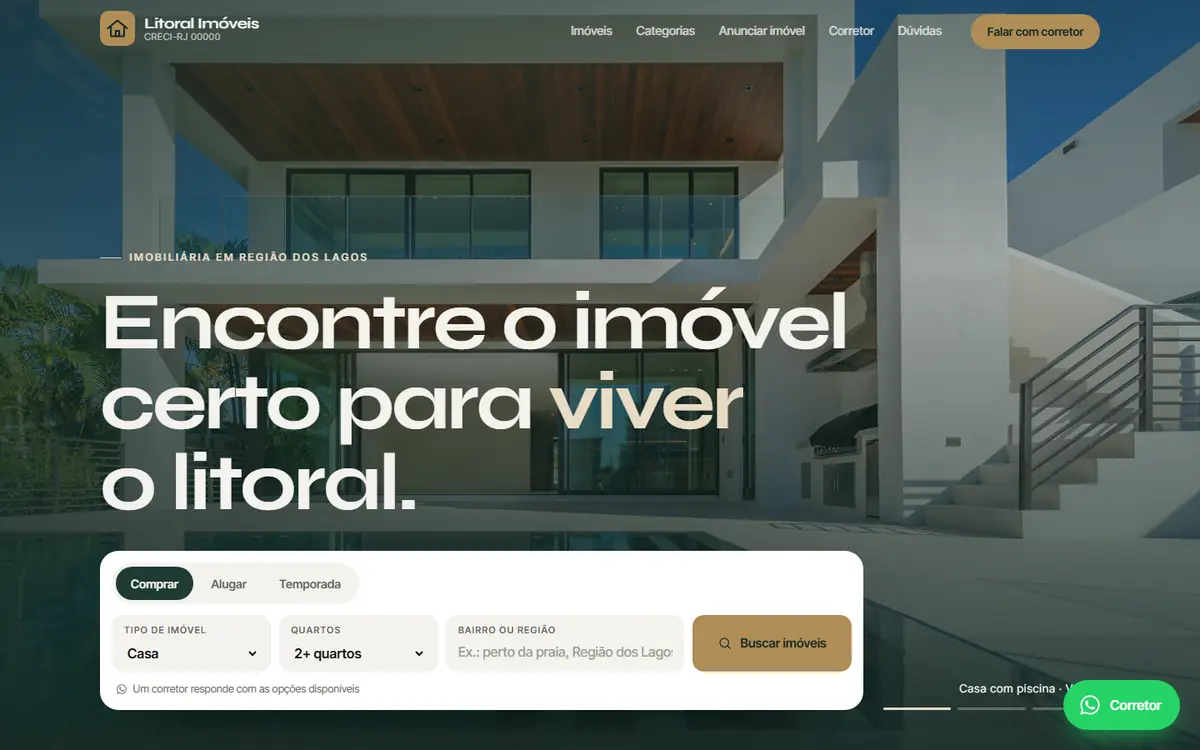 Litoral Imóveis
CRECI-RJ 00000
Imóveis
Categorias
Anunciar imóvel
Corretor
Dúvidas
Falar com corretor
IMOBILIÁRIA EM REGIÃO DOS LAGOS
Encontre o imóvel
certo para viver
o litoral.
Comprar
Alugar
Temporada
TIPO DE IMÓVEL
Casa
QUARTOS
2+ quartos
BAIRRO OU REGIÃO
Ex.: perto da praia, Região dos Lagos
Buscar imóveis
Um corretor responde com as opções disponíveis
Casa com piscina ·
Corretor